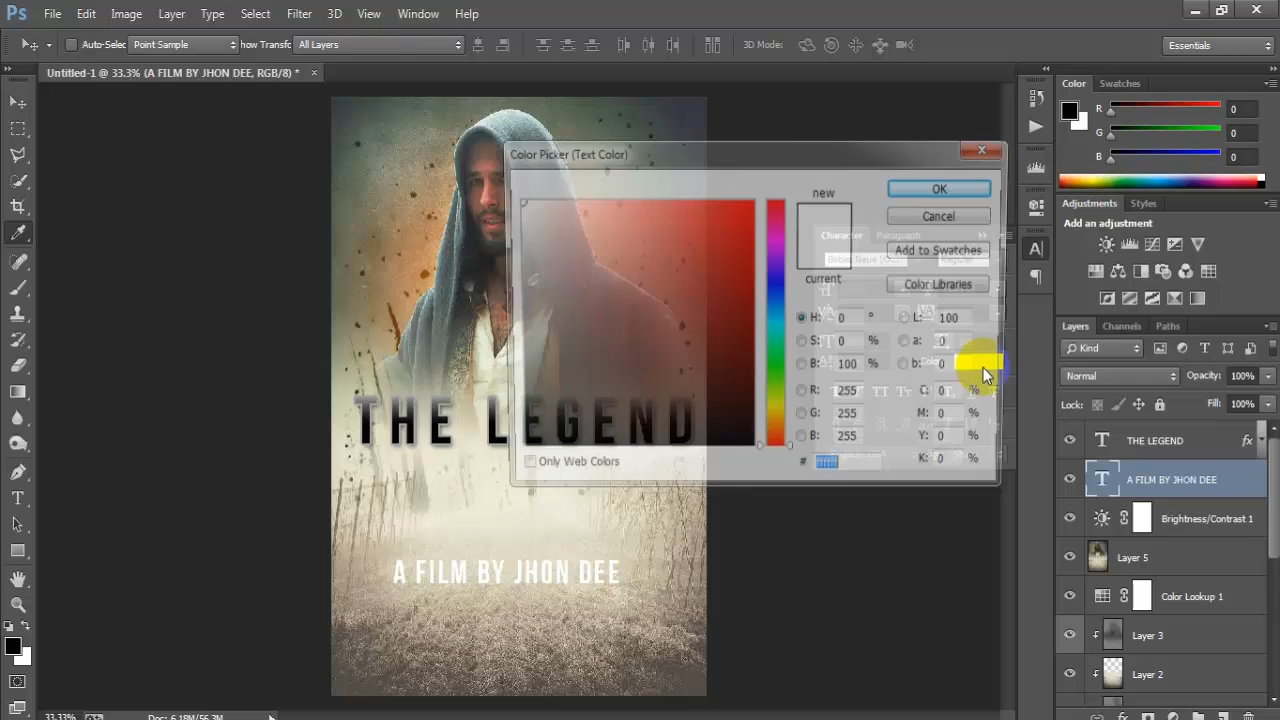 Ps File Edit Image Layer Type Select Filter 3D View Window Help
Auto-Selec Point Sample how Transfo All Layers 3D Mode: Essentials
Untitled-1 @ 33.3% (A FILM BY JHON DEE, RGB/8) *
Color Swatches
R 0
G 0
B 0
Adjustments Styles
Add an adjustment
Layers Channels Paths
Kind
Normal Opacity: 100%
Lock: Fill: 100%
THE LEGEND fx
A FILM BY JHON DEE
Brightness/Contrast 1
Layer 5
Color Lookup 1
Layer 3
Layer 2
Color Picker (Text Color)
new
current
OK
Cancel
Add to Swatches
Color Libraries
H: 0 ° L: 100
S: 0 % a: 0
B: 100 % b: 0
R: 255 C: 0 %
G: 255 M: 0 %
B: 255 Y: 0 %
# K: 0 %
Only Web Colors
Character Paragraph
Regular
Color
THE LEGEND
A FILM BY JHON DEE
33.33% Doc: 6.18M/56.3M